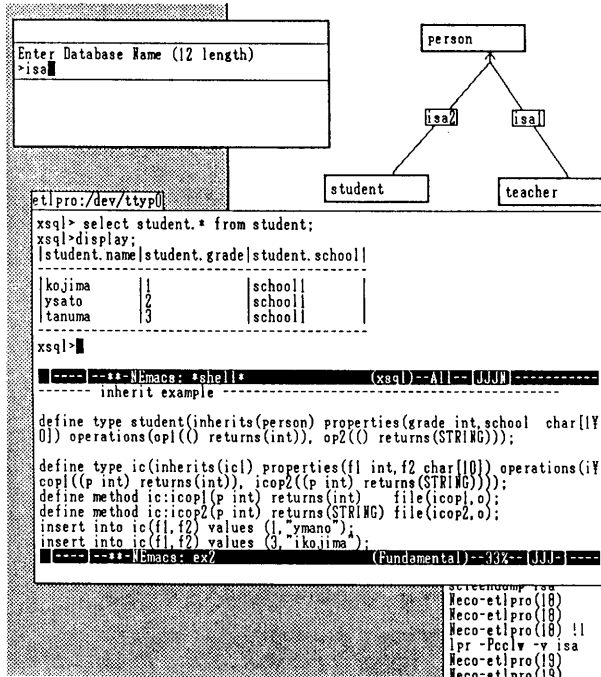 Enter Database Name (12 length)
>isa
person
isa2
isa1
student
teacher
etlpro:/dev/ttyp0
xsql> select student.* from student;
xsql>display;
|student.name|student.grade|student.school|
|kojima |1 |school1 |
|ysato |2 |school1 |
|tanuma |3 |school1 |
xsql>
[----]--**-NEmacs: *shell* (xsql)--All--[JJJN]-----------
------- inherit example -------
define type student(inherits(person) properties(grade int,school char[1¥
0]) operations(op1(() returns(int)), op2(() returns(STRING)));
define type ic(inherits(ic1) properties(f1 int,f2 char[10]) operations(i¥
cop1((p int) returns(int)), icop2((p int) returns(STRING))));
define method ic:icop1(p int) returns(int) file(icop1,o);
define method ic:icop2(p int) returns(STRING) file(icop2,o);
insert into ic(f1,f2) values (1,"ymano");
insert into ic(f1,f2) values (3,"ikojima");
[----]--**-NEmacs: ex2 (Fundamental)--33%--[JJJ-]-----------
screendump isa
Neco-etlpro(18)
Neco-etlpro(18)
Neco-etlpro(18) !l
lpr -Pcclv -v isa
Neco-etlpro(19)
Neco-etlpro(19)